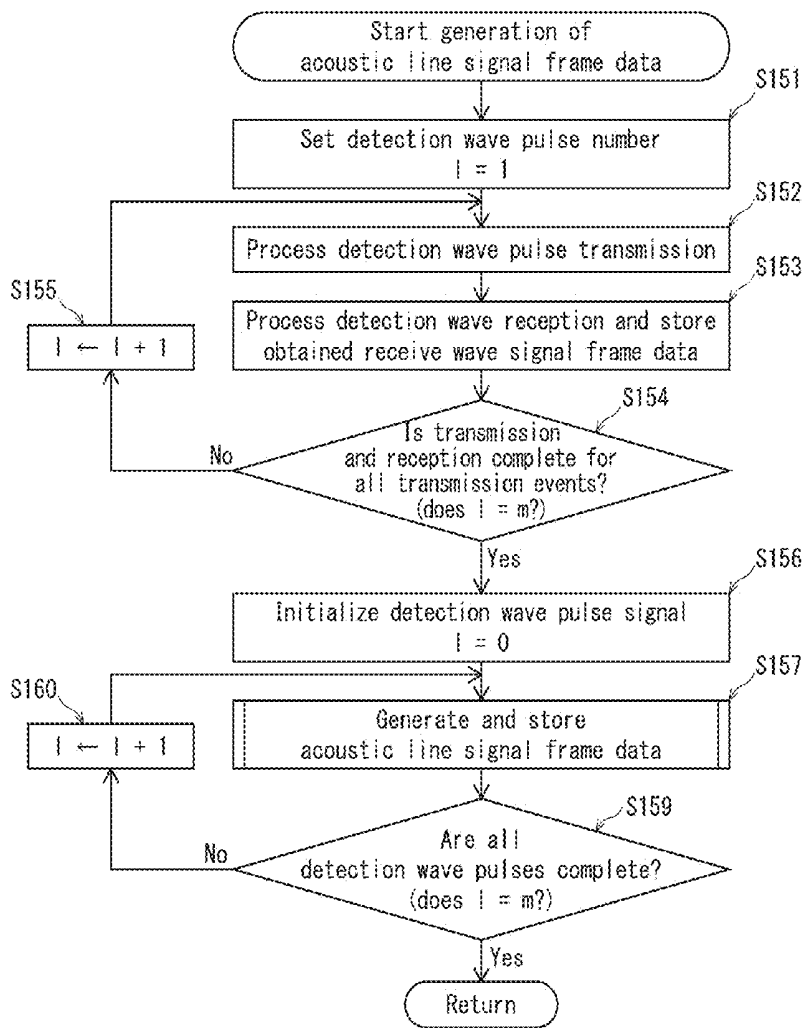 Start generation of
acoustic line signal frame data
S151
Set detection wave pulse number
l = 1
S152
Process detection wave pulse transmission
S153
Process detection wave reception and store
obtained receive wave signal frame data
S155
l ← l + 1
S154
Is transmission
and reception complete for
all transmission events?
(does l = m?)
No
Yes
S156
Initialize detection wave pulse signal
l = 0
S157
Generate and store
acoustic line signal frame data
S160
l ← l + 1
S159
Are all
detection wave pulses complete?
(does l = m?)
No
Yes
Return